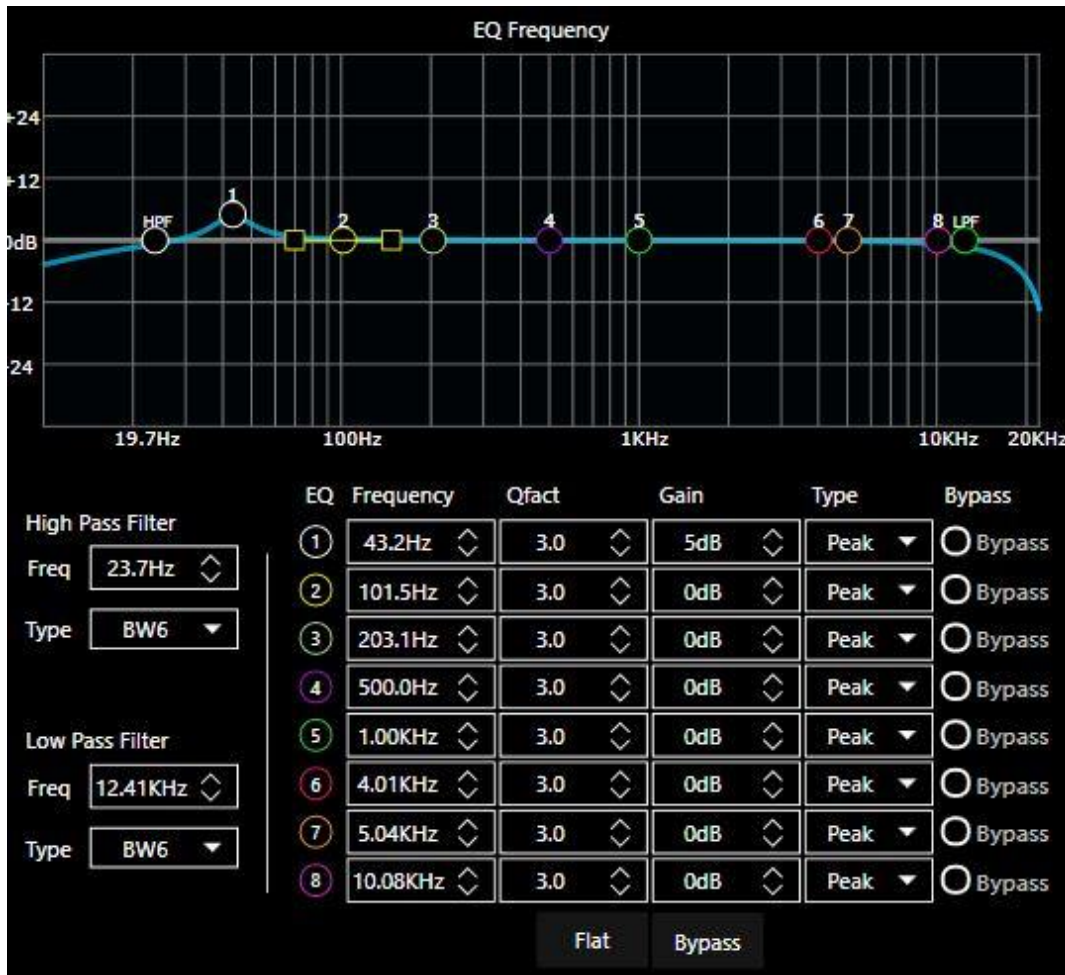 EQ Frequency
+24
+12
0dB
-12
-24
HPF 1 2 3 4 5 6 7 8 LPF
19.7Hz 100Hz 1KHz 10KHz 20KHz
EQ Frequency Qfact Gain Type Bypass
High Pass Filter
Freq 23.7Hz
Type BW6
Low Pass Filter
Freq 12.41KHz
Type BW6
1 43.2Hz 3.0 5dB Peak Bypass
2 101.5Hz 3.0 0dB Peak Bypass
3 203.1Hz 3.0 0dB Peak Bypass
4 500.0Hz 3.0 0dB Peak Bypass
5 1.00KHz 3.0 0dB Peak Bypass
6 4.01KHz 3.0 0dB Peak Bypass
7 5.04KHz 3.0 0dB Peak Bypass
8 10.08KHz 3.0 0dB Peak Bypass
Flat Bypass